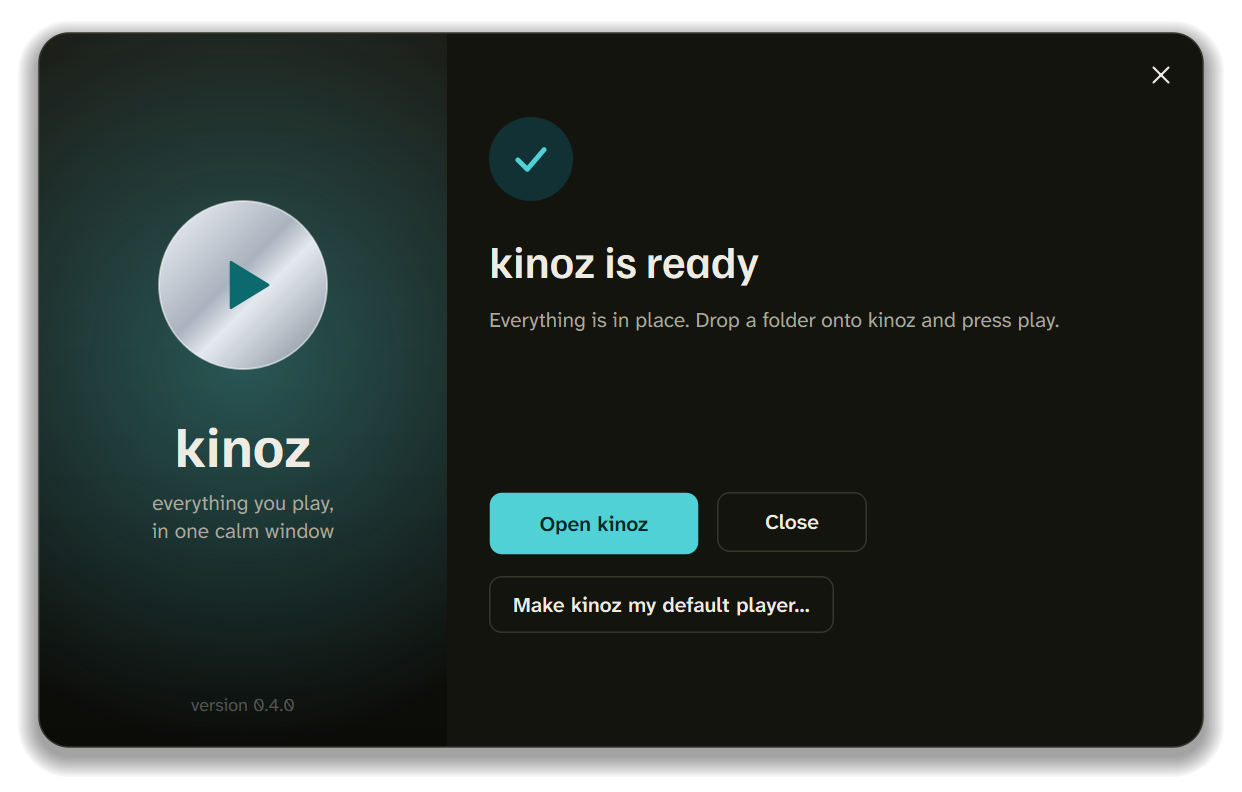 kinoz
everything you play,
in one calm window
version 0.4.0
kinoz is ready
Everything is in place. Drop a folder onto kinoz and press play.
Open kinoz
Close
Make kinoz my default player...